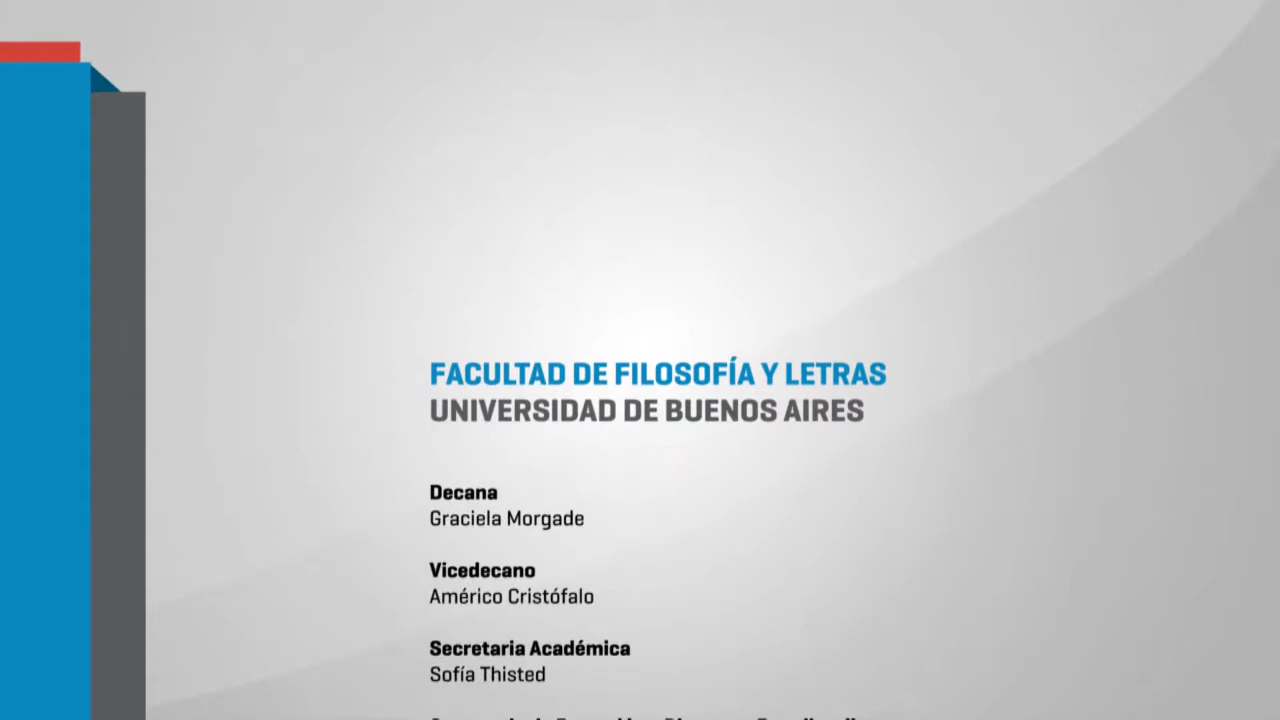 FACULTAD DE FILOSOFÍA Y LETRAS
UNIVERSIDAD DE BUENOS AIRES
Decana
Graciela Morgade
Vicedecano
Américo Cristófalo
Secretaria Académica
Sofía Thisted